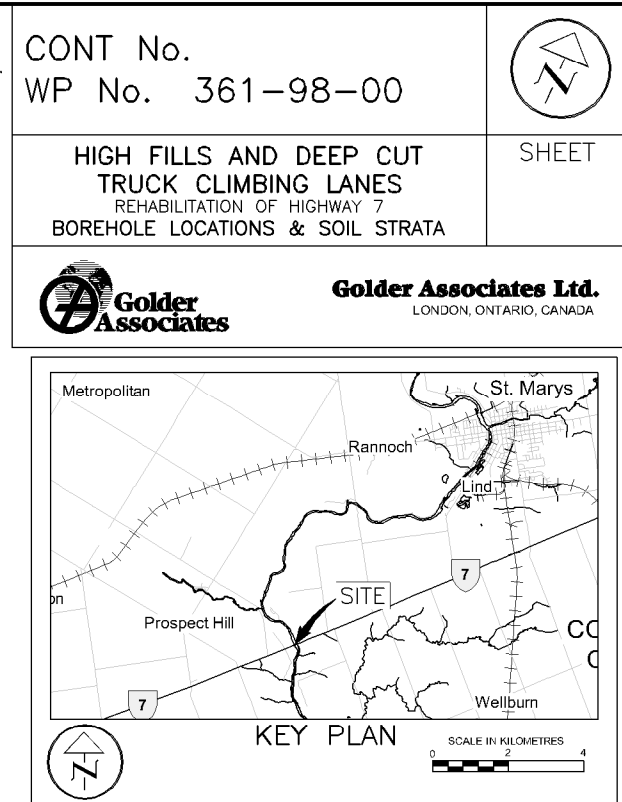 CONT No.
WP No. 361-98-00
N
HIGH FILLS AND DEEP CUT
TRUCK CLIMBING LANES
REHABILITATION OF HIGHWAY 7
BOREHOLE LOCATIONS & SOIL STRATA
SHEET
Golder
Associates
Golder Associates Ltd.
LONDON, ONTARIO, CANADA
Metropolitan
St. Marys
Rannoch
Lind
7
on
SITE
Prospect Hill
CO
C
7
Wellburn
N
KEY PLAN
SCALE IN KILOMETRES
0 2 4